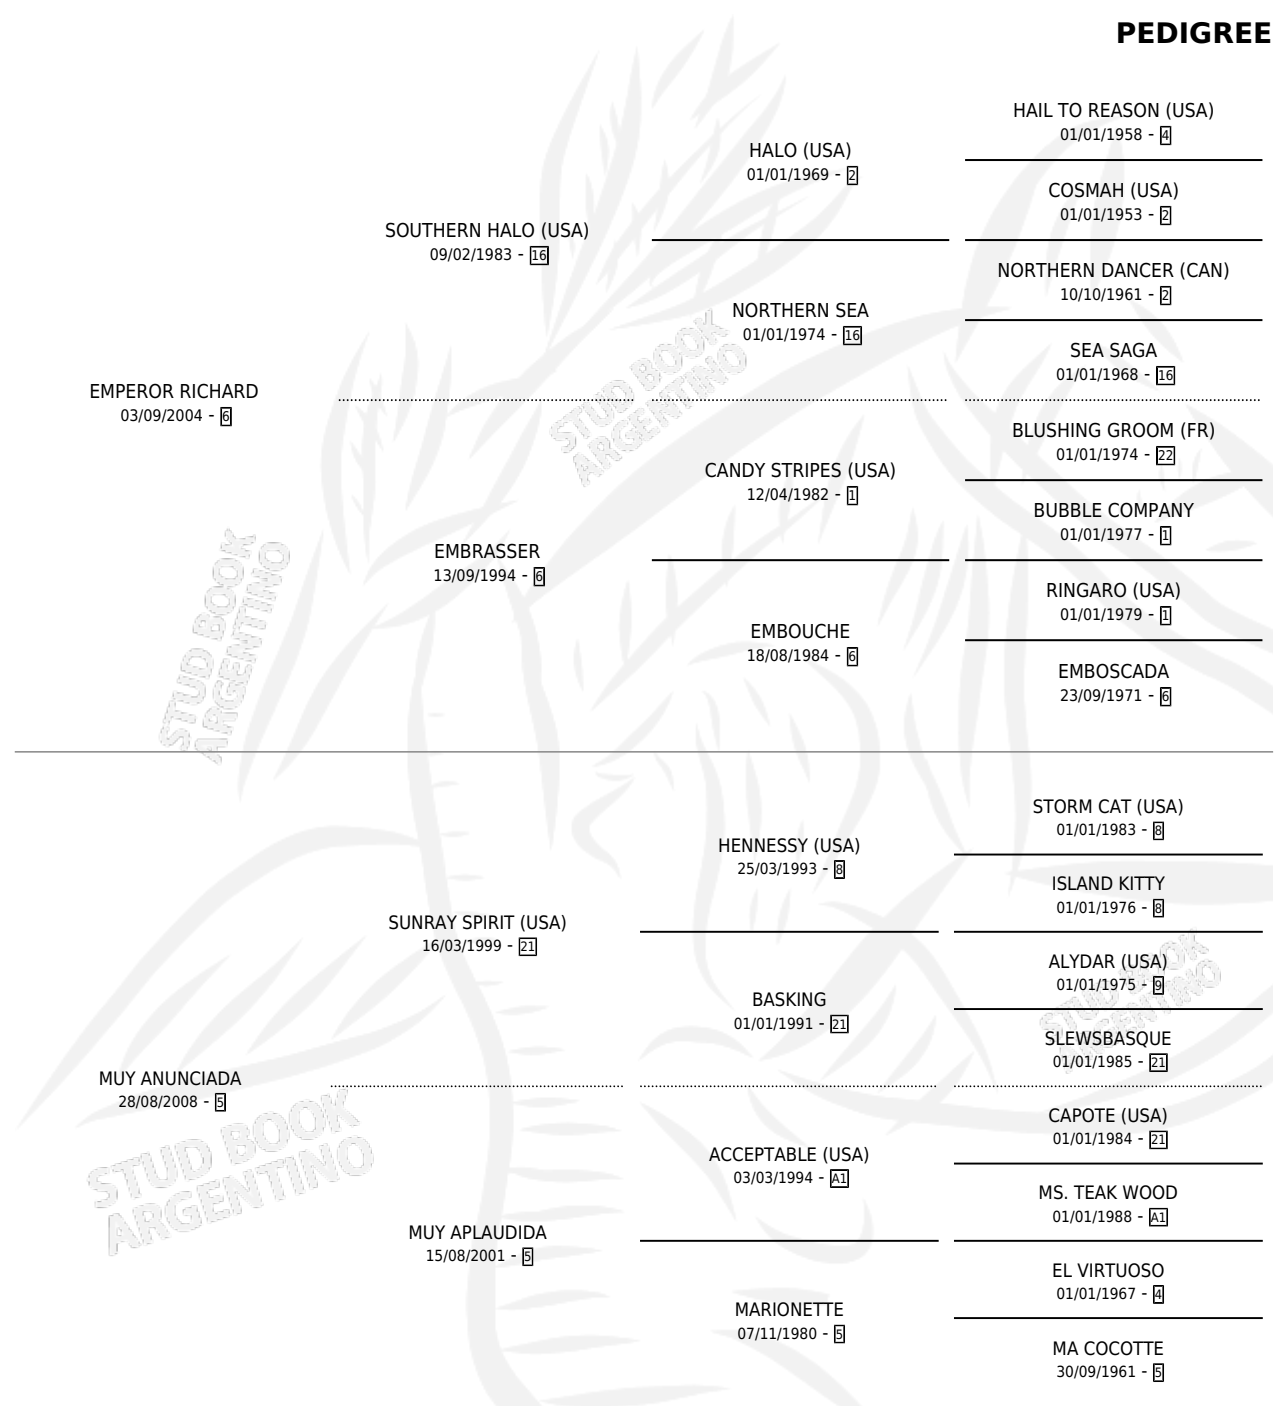 PEDIGREE
HAIL TO REASON (USA)
01/01/1958 - 4
HALO (USA)
01/01/1969 - 2
COSMAH (USA)
01/01/1953 - 2
SOUTHERN HALO (USA)
09/02/1983 - 16
NORTHERN DANCER (CAN)
10/10/1961 - 2
NORTHERN SEA
01/01/1974 - 16
SEA SAGA
01/01/1968 - 16
EMPEROR RICHARD
03/09/2004 - 6
BLUSHING GROOM (FR)
01/01/1974 - 22
CANDY STRIPES (USA)
12/04/1982 - 1
BUBBLE COMPANY
01/01/1977 - 1
EMBRASSER
13/09/1994 - 6
RINGARO (USA)
01/01/1979 - 1
EMBOUCHE
18/08/1984 - 6
EMBOSCADA
23/09/1971 - 6
STORM CAT (USA)
01/01/1983 - 8
HENNESSY (USA)
25/03/1993 - 8
ISLAND KITTY
01/01/1976 - 8
SUNRAY SPIRIT (USA)
16/03/1999 - 21
ALYDAR (USA)
01/01/1975 - 9
BASKING
01/01/1991 - 21
SLEWSBASQUE
01/01/1985 - 21
MUY ANUNCIADA
28/08/2008 - 5
CAPOTE (USA)
01/01/1984 - 21
ACCEPTABLE (USA)
03/03/1994 - A1
MS. TEAK WOOD
01/01/1988 - A1
MUY APLAUDIDA
15/08/2001 - 5
EL VIRTUOSO
01/01/1967 - 4
MARIONETTE
07/11/1980 - 5
MA COCOTTE
30/09/1961 - 5
STUD BOOK
ARGENTINO
STUD BOOK
ARGENTINO
STUD BOOK
ARGENTINO
STUD BOOK
ARGENTINO